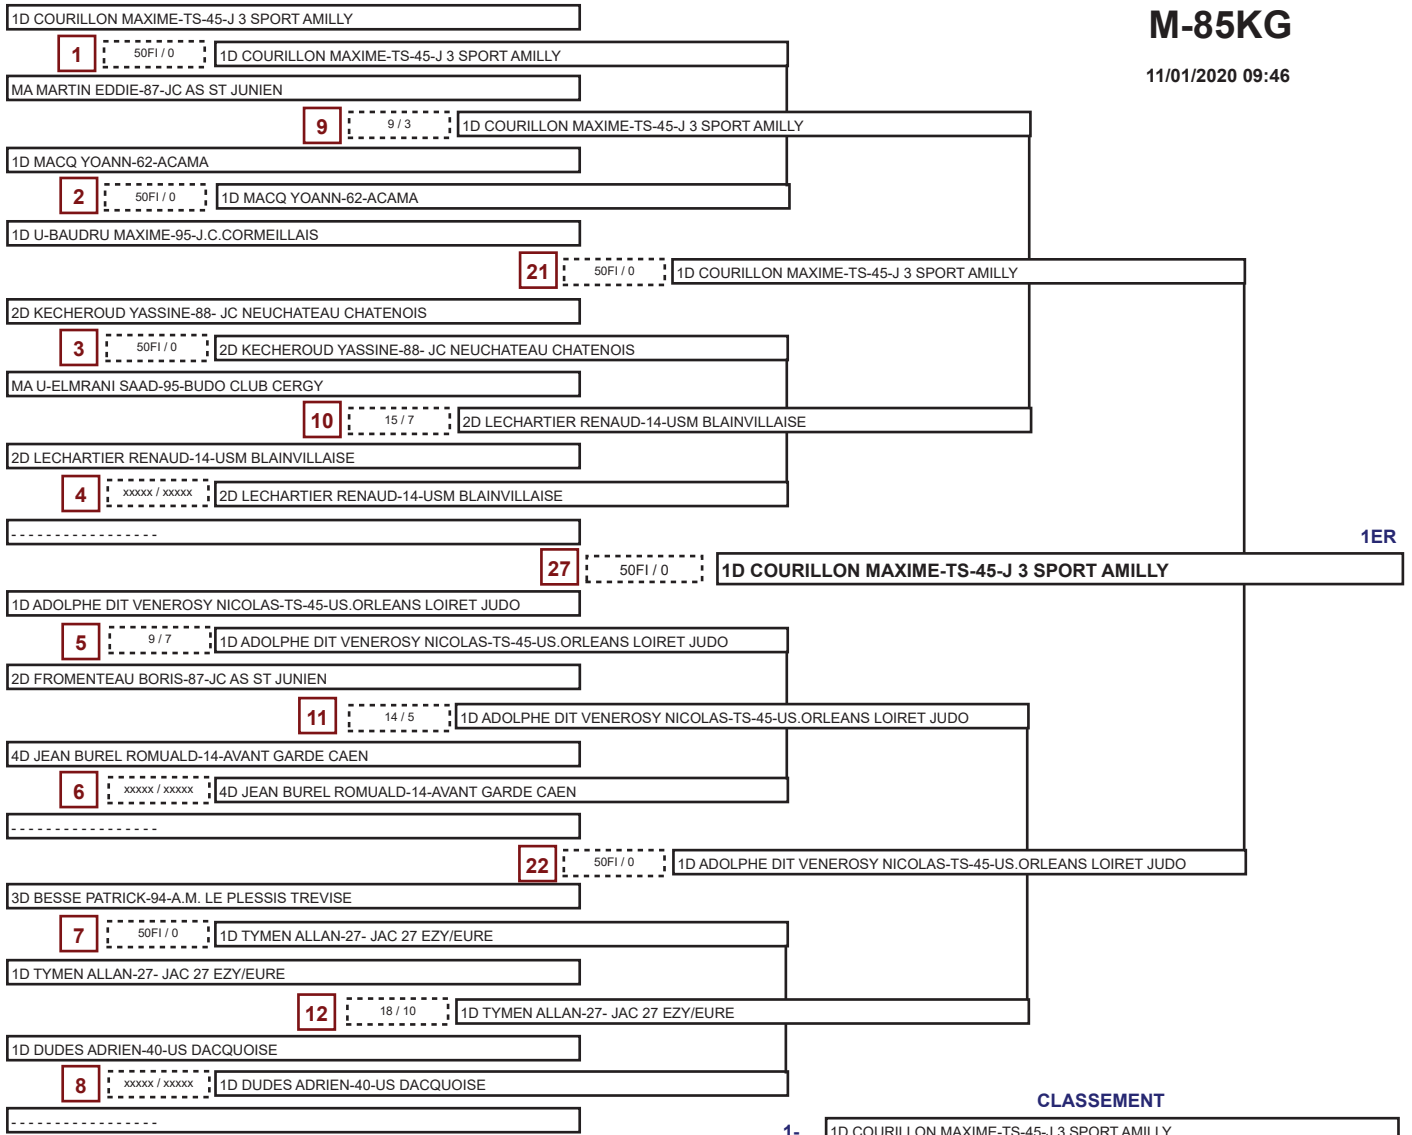 M-85KG
11/01/2020 09:46
1D COURILLON MAXIME-TS-45-J 3 SPORT AMILLY
1 50FI / 0 1D COURILLON MAXIME-TS-45-J 3 SPORT AMILLY
MA MARTIN EDDIE-87-JC AS ST JUNIEN
9 9 / 3 1D COURILLON MAXIME-TS-45-J 3 SPORT AMILLY
1D MACQ YOANN-62-ACAMA
2 50FI / 0 1D MACQ YOANN-62-ACAMA
1D U-BAUDRU MAXIME-95-J.C.CORMEILLAIS
21 50FI / 0 1D COURILLON MAXIME-TS-45-J 3 SPORT AMILLY
2D KECHEROUD YASSINE-88- JC NEUCHATEAU CHATENOIS
3 50FI / 0 2D KECHEROUD YASSINE-88- JC NEUCHATEAU CHATENOIS
MA U-ELMRANI SAAD-95-BUDO CLUB CERGY
10 15 / 7 2D LECHARTIER RENAUD-14-USM BLAINVILLAISE
2D LECHARTIER RENAUD-14-USM BLAINVILLAISE
4 xxxxx / xxxxx 2D LECHARTIER RENAUD-14-USM BLAINVILLAISE
- - - - - - - - - - - - - - - - -
1ER
27 50FI / 0 1D COURILLON MAXIME-TS-45-J 3 SPORT AMILLY
1D ADOLPHE DIT VENEROSY NICOLAS-TS-45-US.ORLEANS LOIRET JUDO
5 9 / 7 1D ADOLPHE DIT VENEROSY NICOLAS-TS-45-US.ORLEANS LOIRET JUDO
2D FROMENTEAU BORIS-87-JC AS ST JUNIEN
11 14 / 5 1D ADOLPHE DIT VENEROSY NICOLAS-TS-45-US.ORLEANS LOIRET JUDO
4D JEAN BUREL ROMUALD-14-AVANT GARDE CAEN
6 xxxxx / xxxxx 4D JEAN BUREL ROMUALD-14-AVANT GARDE CAEN
- - - - - - - - - - - - - - - - -
22 50FI / 0 1D ADOLPHE DIT VENEROSY NICOLAS-TS-45-US.ORLEANS LOIRET JUDO
3D BESSE PATRICK-94-A.M. LE PLESSIS TREVISE
7 50FI / 0 1D TYMEN ALLAN-27- JAC 27 EZY/EURE
1D TYMEN ALLAN-27- JAC 27 EZY/EURE
12 18 / 10 1D TYMEN ALLAN-27- JAC 27 EZY/EURE
1D DUDES ADRIEN-40-US DACQUOISE
8 xxxxx / xxxxx 1D DUDES ADRIEN-40-US DACQUOISE
- - - - - - - - - - - - - - - - -
CLASSEMENT
1- 1D COURILLON MAXIME-TS-45-J 3 SPORT AMILLY